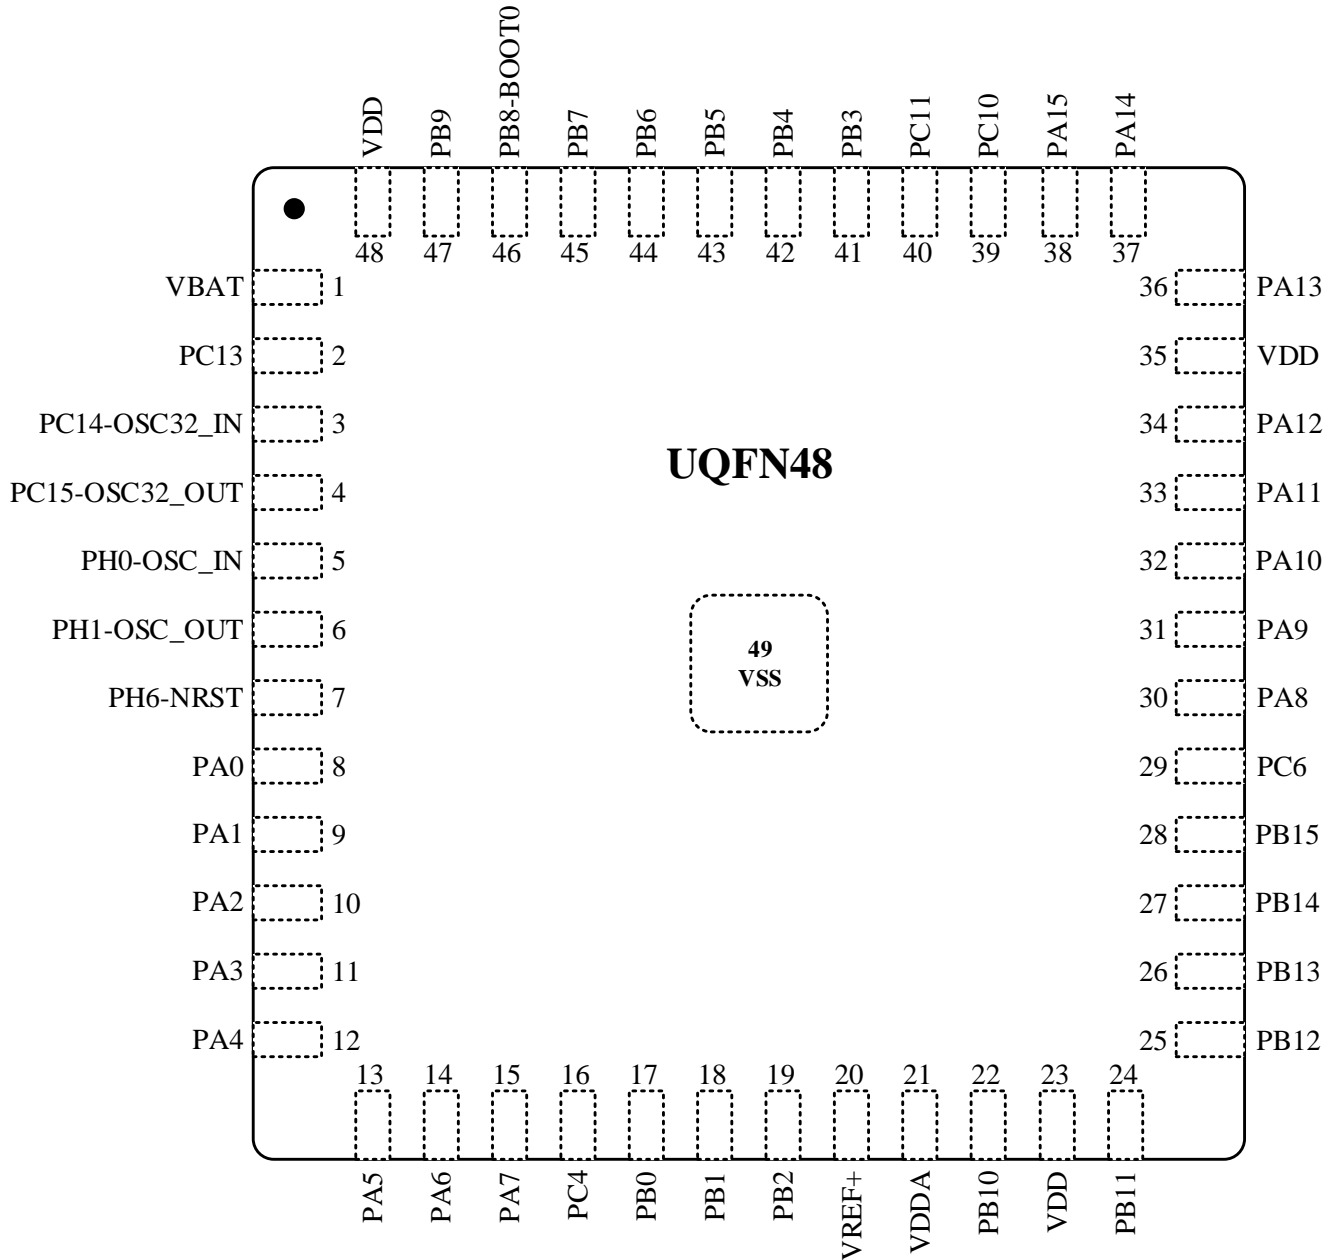 VDD
PB9
PB8-BOOT0
PB7
PB6
PB5
PB4
PB3
PC11
PC10
PA15
PA14
48 47 46 45 44 43 42 41 40 39 38 37
VBAT 1
PC13 2
PC14-OSC32_IN 3
PC15-OSC32_OUT 4
PH0-OSC_IN 5
PH1-OSC_OUT 6
PH6-NRST 7
PA0 8
PA1 9
PA2 10
PA3 11
PA4 12
UQFN48
49
VSS
36 PA13
35 VDD
34 PA12
33 PA11
32 PA10
31 PA9
30 PA8
29 PC6
28 PB15
27 PB14
26 PB13
25 PB12
13 14 15 16 17 18 19 20 21 22 23 24
PA5
PA6
PA7
PC4
PB0
PB1
PB2
VREF+
VDDA
PB10
VDD
PB11